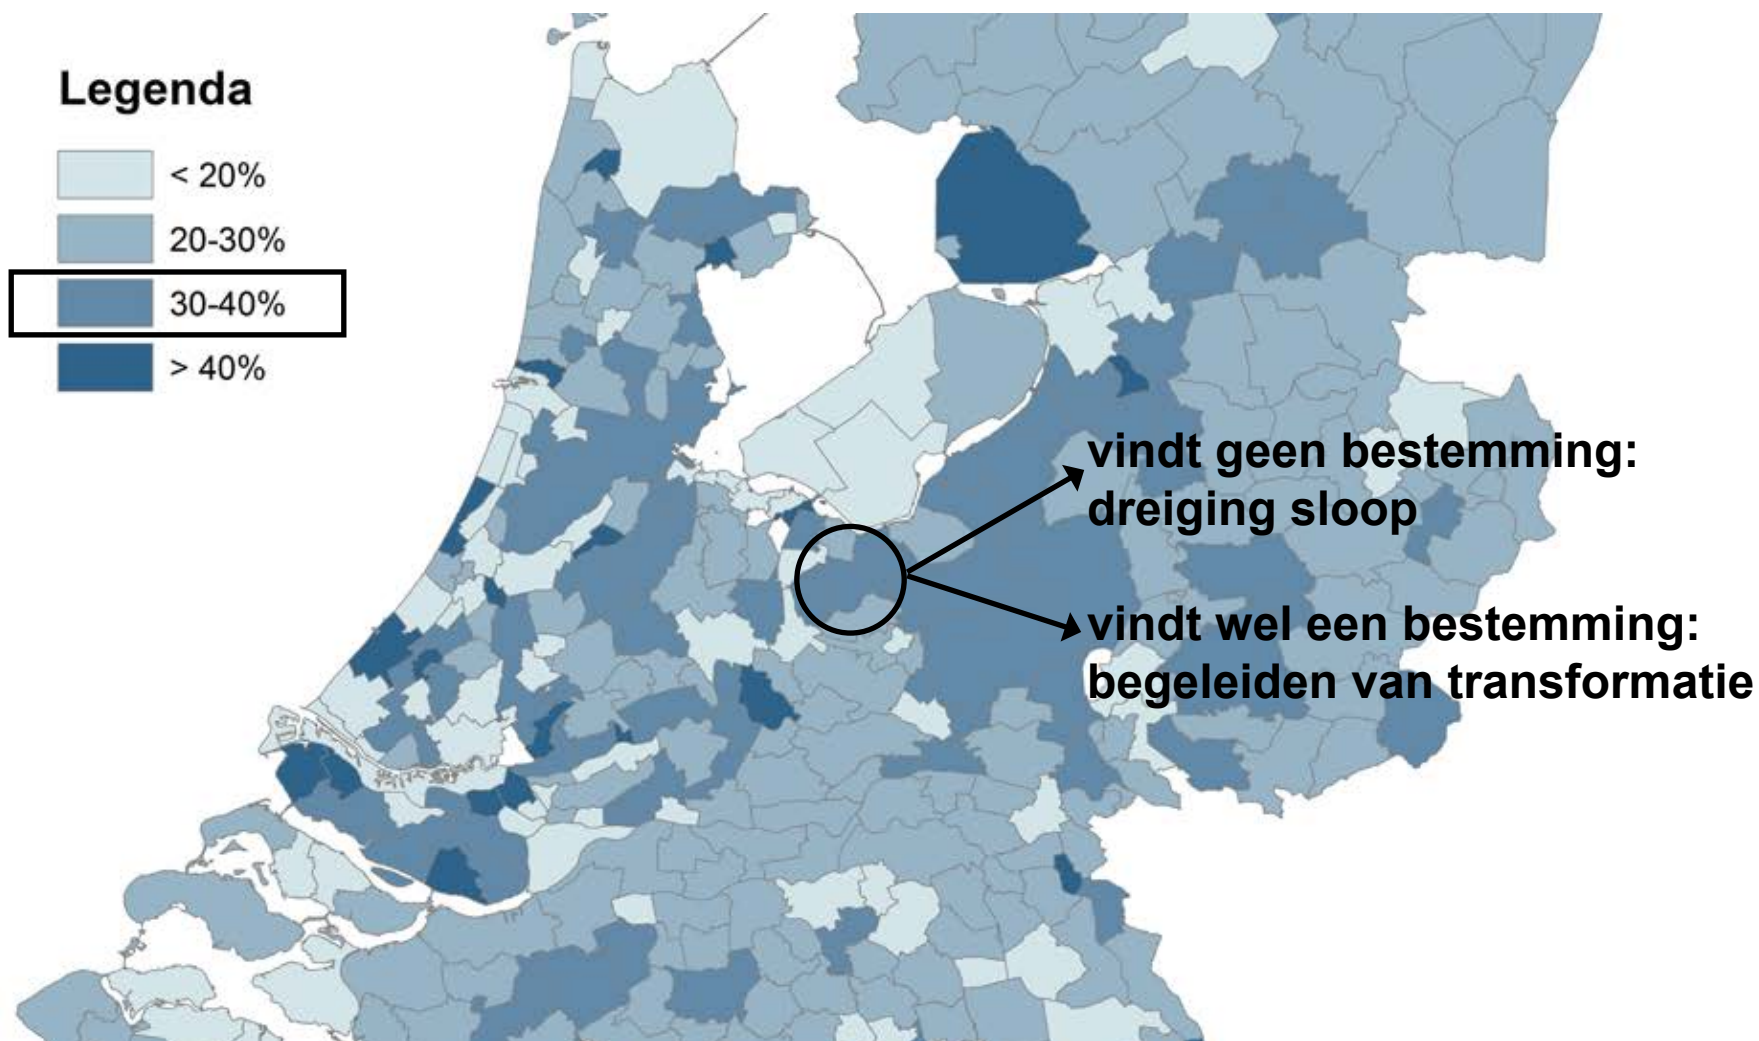 Legenda
< 20%
20-30%
30-40%
> 40%
vindt geen bestemming:
dreiging sloop
vindt wel een bestemming:
begeleiden van transformatie